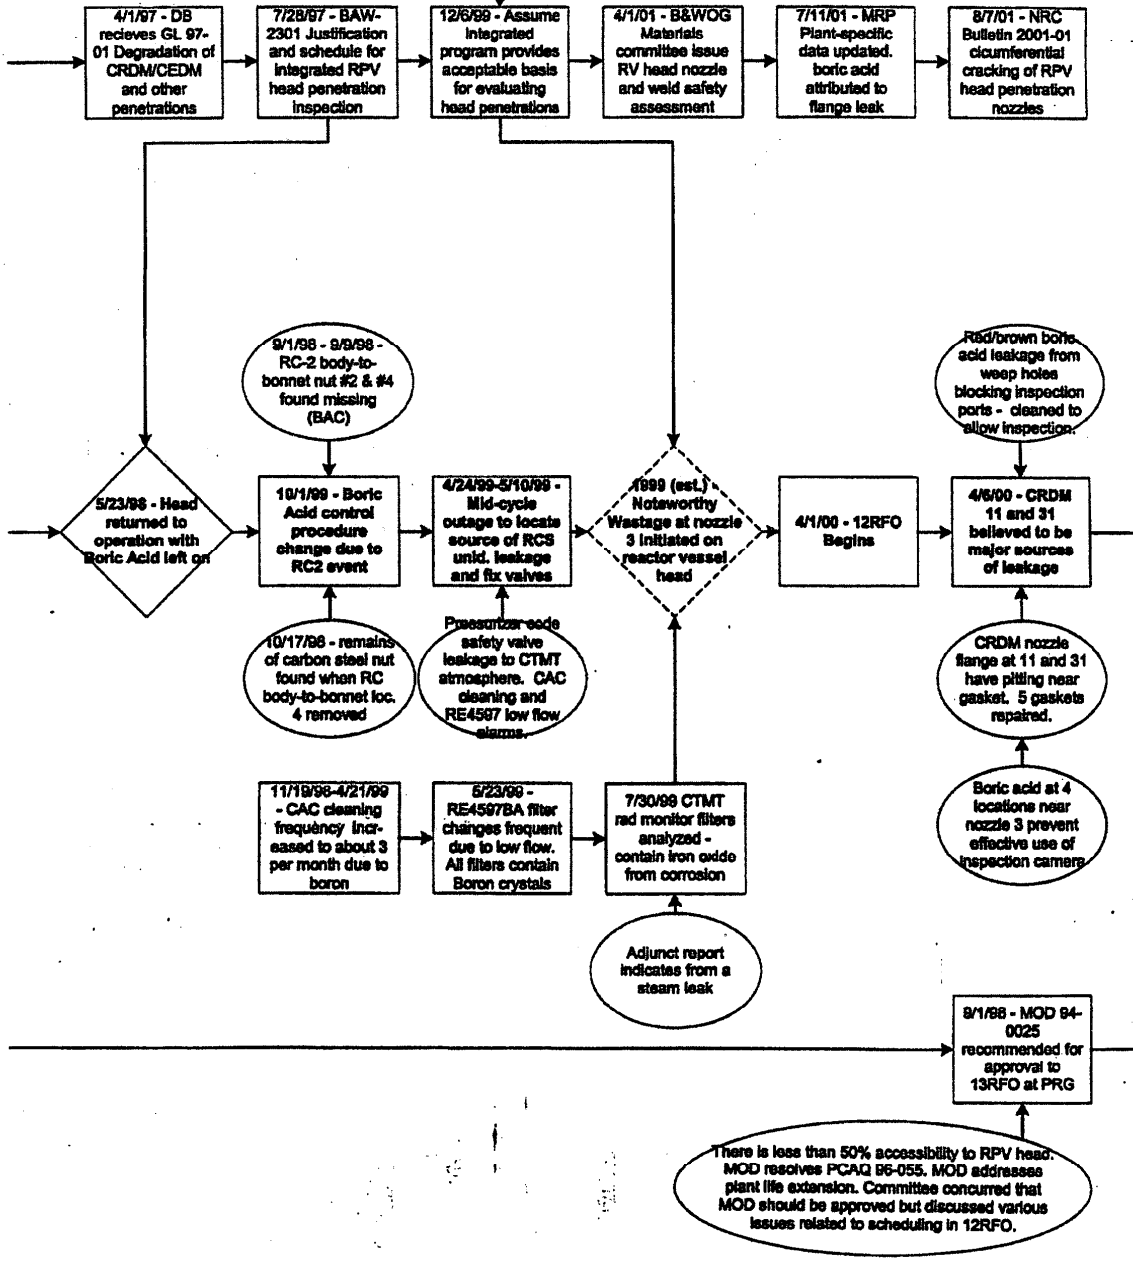 4/1/97 - DB
recieves GL 97-
01 Degradation of
CRDM/CEDM
and other
penetrations
7/28/97 - BAW-
2301 Justification
and schedule for
integrated RPV
head penetration
inspection
12/6/99 - Assume
integrated
program provides
acceptable basis
for evaluating
head penetrations
4/1/01 - B&WOG
Materials
committee issue
RV head nozzle
and weld safety
assessment
7/11/01 - MRP
Plant-specific
data updated.
boric acid
attributed to
flange leak
8/7/01 - NRC
Bulletin 2001-01
cicumferential
cracking of RPV
head penetration
nozzles
9/1/98 - 9/9/98 -
RC-2 body-to-
bonnet nut #2 & #4
found missing
(BAC)
Red/brown boric
acid leakage from
weep holes
blocking inspection
ports - cleaned to
allow inspection.
5/23/98 - Head
returned to
operation with
Boric Acid left on
10/1/99 - Boric
Acid control
procedure
change due to
RC2 event
4/24/99-5/10/99 -
Mid-cycle
outage to locate
source of RCS
unid. leakage
and fix valves
1999 (est.) -
Noteworthy
Wastage at nozzle
3 initiated on
reactor vessel
head
4/1/00 - 12RFO
Begins
4/6/00 - CRDM
11 and 31
believed to be
major sources
of leakage
10/17/98 - remains
of carbon steel nut
found when RC
body-to-bonnet loc.
4 removed
Pressurizer code
safety valve
leakage to CTMT
atmosphere. CAC
cleaning and
RE4597 low flow
alarms.
CRDM nozzle
flange at 11 and 31
have pitting near
gasket. 5 gaskets
repaired.
11/19/98-4/21/99
- CAC cleaning
frequency incr-
eased to about 3
per month due to
boron
5/23/99 -
RE4597BA filter
changes frequent
due to low flow.
All filters contain
Boron crystals
7/30/99 CTMT
rad monitor filters
analyzed -
contain iron oxide
from corrosion
Boric acid at 4
locations near
nozzle 3 prevent
effective use of
inspection camera
Adjunct report
indicates from a
steam leak
9/1/98 - MOD 94-
0025
recommended for
approval to
13RFO at PRG
There is less than 50% accessibility to RPV head.
MOD resolves PCAQ 96-055. MOD addresses
plant life extension. Committee concurred that
MOD should be approved but discussed various
issues related to scheduling in 12RFO.